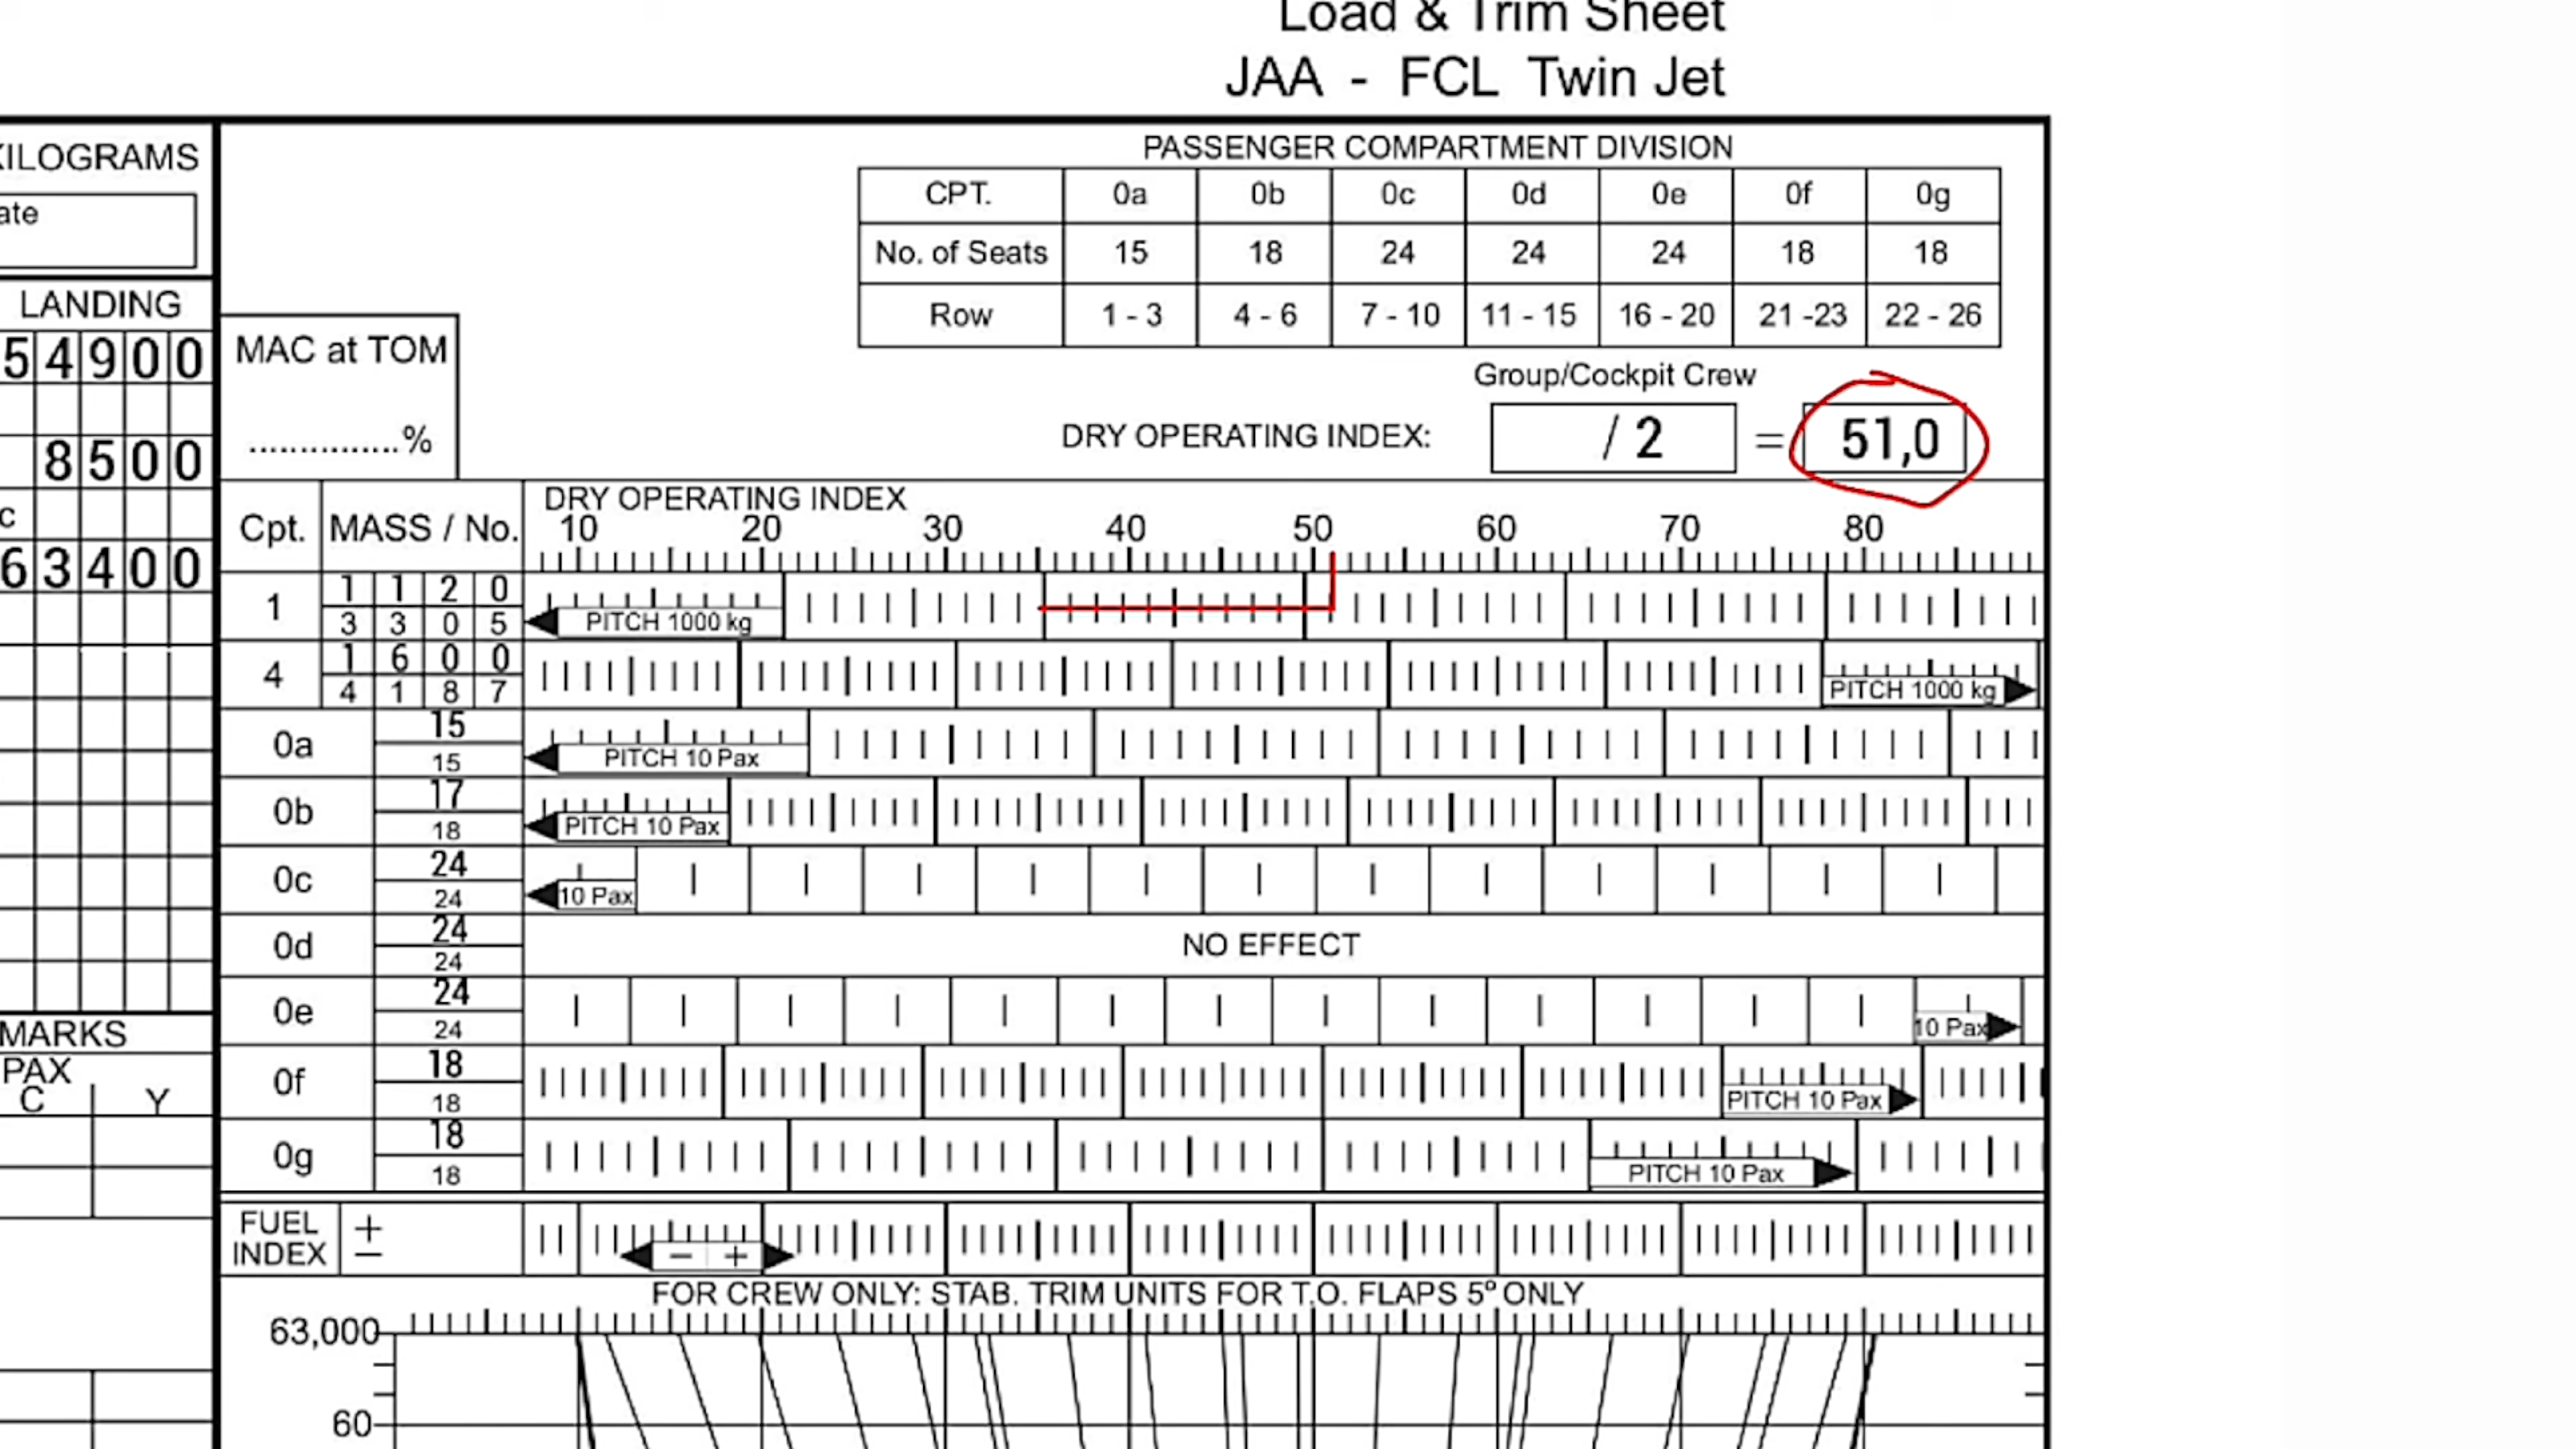 Load & Trim Sheet
JAA - FCL Twin Jet
KILOGRAMS
LANDING
54900
8500
63400
MARKS
PAX
C Y
MAC at TOM
..............%
PASSENGER COMPARTMENT DIVISION
CPT. 0a 0b 0c 0d 0e 0f 0g
No. of Seats 15 18 24 24 24 18 18
Row 1 - 3 4 - 6 7 - 10 11 - 15 16 - 20 21 -23 22 - 26
Group/Cockpit Crew
DRY OPERATING INDEX: / 2 = 51,0
Cpt. MASS / No.
DRY OPERATING INDEX
10 20 30 40 50 60 70 80
1 1120
3305
PITCH 1000 kg
4 1600
4187
PITCH 1000 kg
0a 15
15
PITCH 10 Pax
0b 17
18
PITCH 10 Pax
0c 24
24
10 Pax
0d 24
24
NO EFFECT
0e 24
24
10 Pax
0f 18
18
PITCH 10 Pax
0g 18
18
PITCH 10 Pax
FUEL
INDEX
+
−
− +
FOR CREW ONLY: STAB. TRIM UNITS FOR T.O. FLAPS 5º ONLY
63,000
60